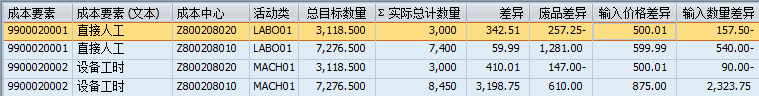 成本要素 成本要素 (文本) 成本中心 活动类 总目标数量 Σ 实际总计数量 差异 废品差异 输入价格差异 输入数量差异
9900020001 直接人工 Z800208020 LABO01 3,118.500 3,000 342.51 257.25- 500.01 157.50-
9900020001 直接人工 Z800208010 LABO01 7,276.500 7,400 59.99 1,281.00 599.99 540.00-
9900020002 设备工时 Z800208020 MACH01 3,118.500 3,000 410.01 147.00- 500.01 90.00-
9900020002 设备工时 Z800208010 MACH01 7,276.500 8,450 3,198.75 610.00 875.00 2,323.75